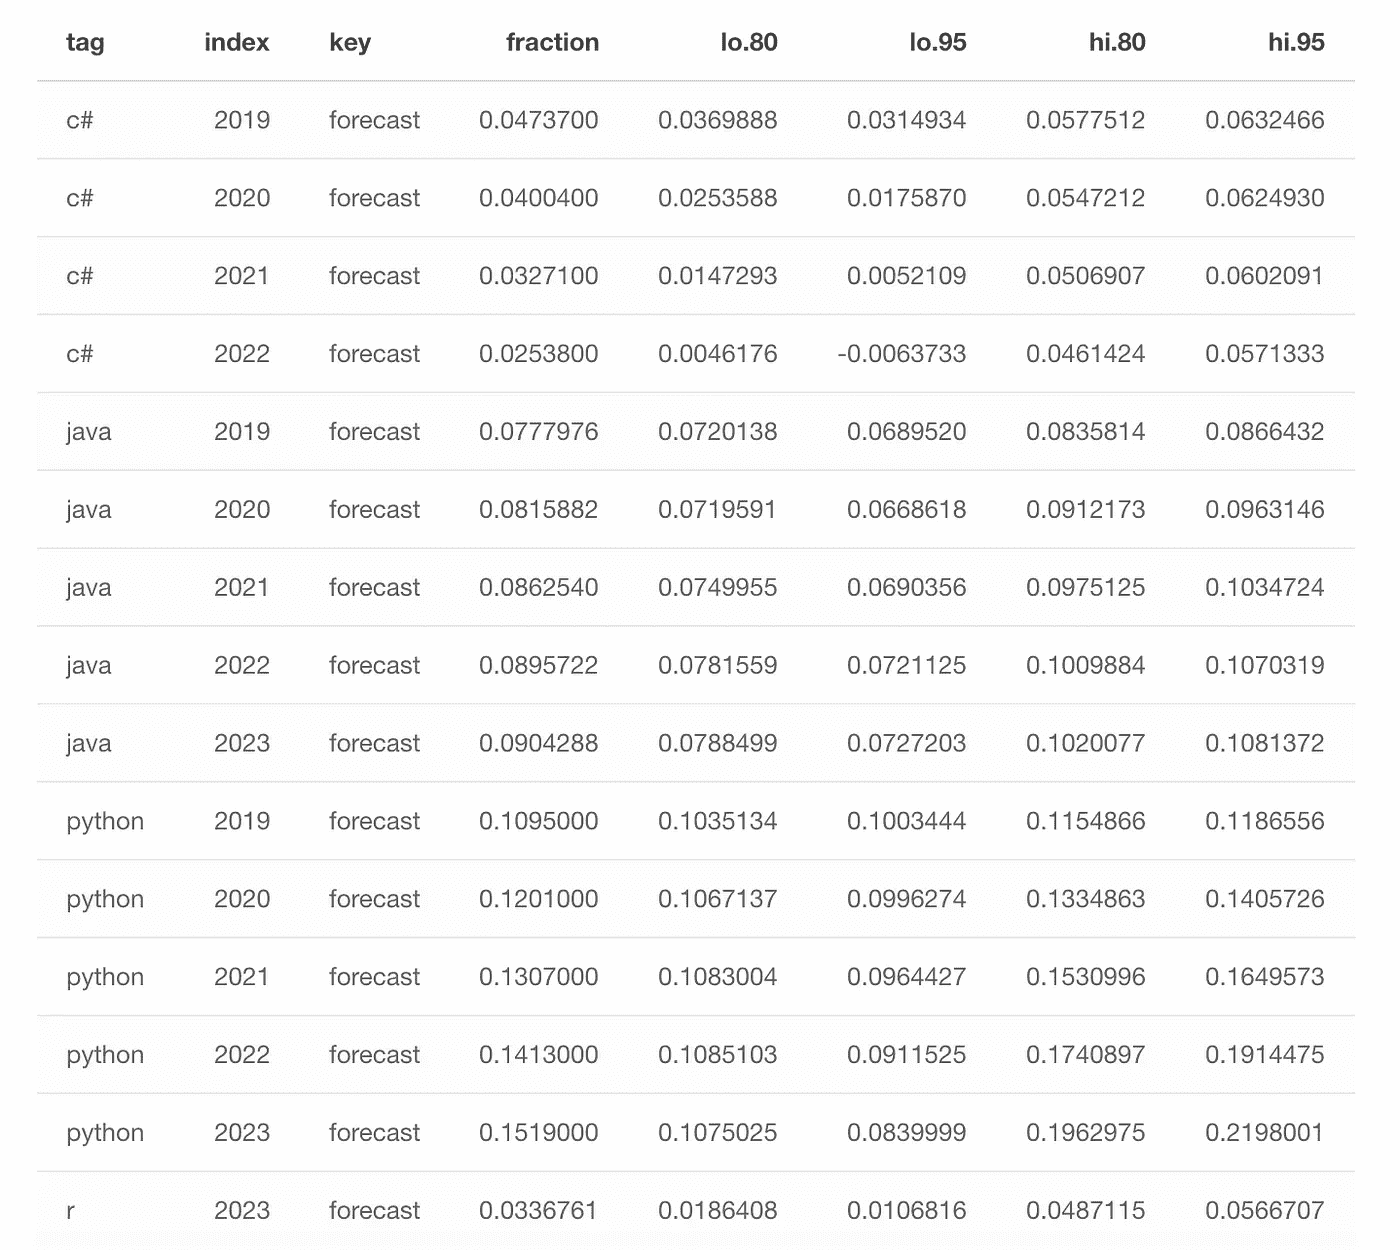 tag index key fraction lo.80 lo.95 hi.80 hi.95
c# 2019 forecast 0.0473700 0.0369888 0.0314934 0.0577512 0.0632466
c# 2020 forecast 0.0400400 0.0253588 0.0175870 0.0547212 0.0624930
c# 2021 forecast 0.0327100 0.0147293 0.0052109 0.0506907 0.0602091
c# 2022 forecast 0.0253800 0.0046176 -0.0063733 0.0461424 0.0571333
java 2019 forecast 0.0777976 0.0720138 0.0689520 0.0835814 0.0866432
java 2020 forecast 0.0815882 0.0719591 0.0668618 0.0912173 0.0963146
java 2021 forecast 0.0862540 0.0749955 0.0690356 0.0975125 0.1034724
java 2022 forecast 0.0895722 0.0781559 0.0721125 0.1009884 0.1070319
java 2023 forecast 0.0904288 0.0788499 0.0727203 0.1020077 0.1081372
python 2019 forecast 0.1095000 0.1035134 0.1003444 0.1154866 0.1186556
python 2020 forecast 0.1201000 0.1067137 0.0996274 0.1334863 0.1405726
python 2021 forecast 0.1307000 0.1083004 0.0964427 0.1530996 0.1649573
python 2022 forecast 0.1413000 0.1085103 0.0911525 0.1740897 0.1914475
python 2023 forecast 0.1519000 0.1075025 0.0839999 0.1962975 0.2198001
r 2023 forecast 0.0336761 0.0186408 0.0106816 0.0487115 0.0566707